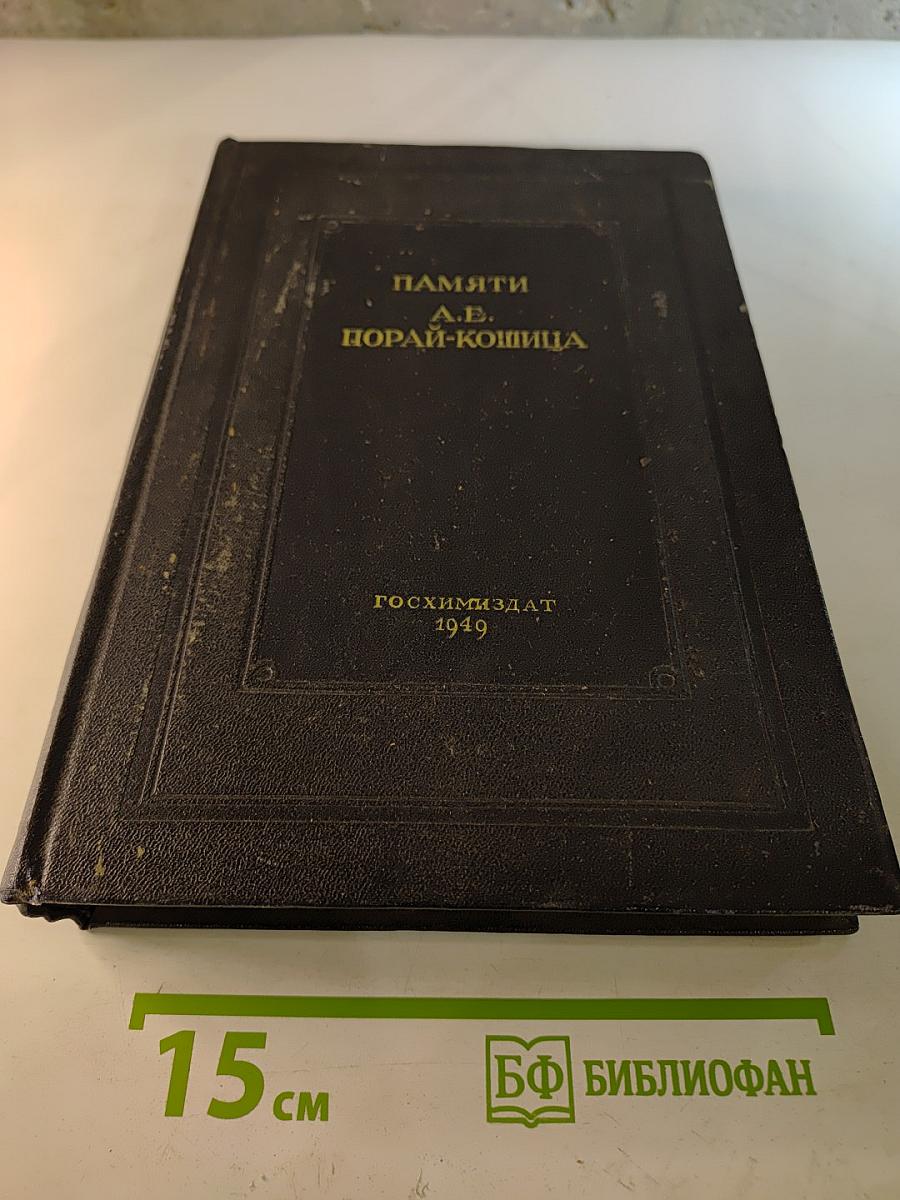 ПАМЯТИ
А.Е.
ПОРАЙ-КОШИЦА
ГОСХИМИЗДАТ
1949
15 см
БФ БИБЛИОФАН